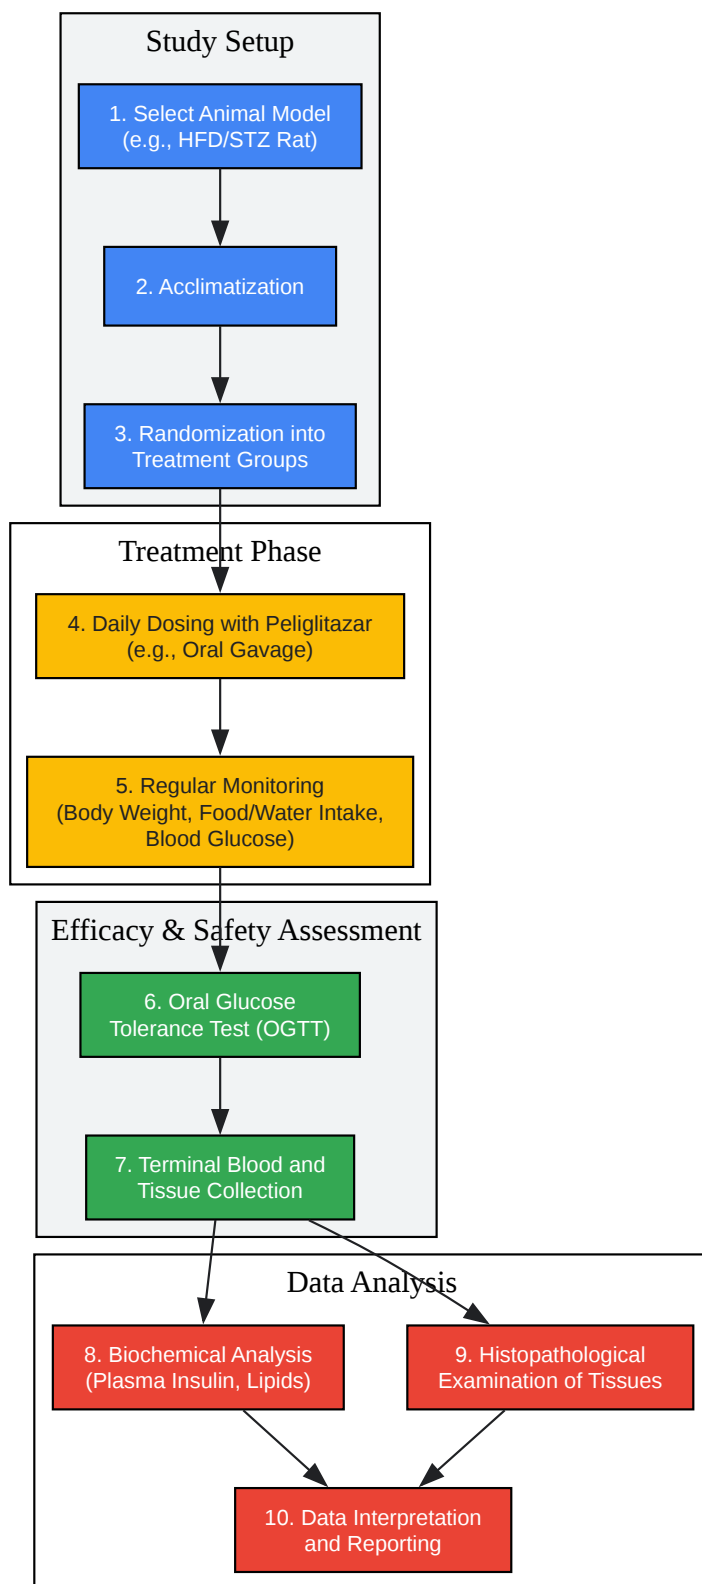 Study Setup
1. Select Animal Model
(e.g., HFD/STZ Rat)
2. Acclimatization
3. Randomization into
Treatment Groups
Treatment Phase
4. Daily Dosing with Peliglitazar
(e.g., Oral Gavage)
5. Regular Monitoring
(Body Weight, Food/Water Intake,
Blood Glucose)
Efficacy & Safety Assessment
6. Oral Glucose
Tolerance Test (OGTT)
7. Terminal Blood and
Tissue Collection
Data Analysis
8. Biochemical Analysis
(Plasma Insulin, Lipids)
9. Histopathological
Examination of Tissues
10. Data Interpretation
and Reporting